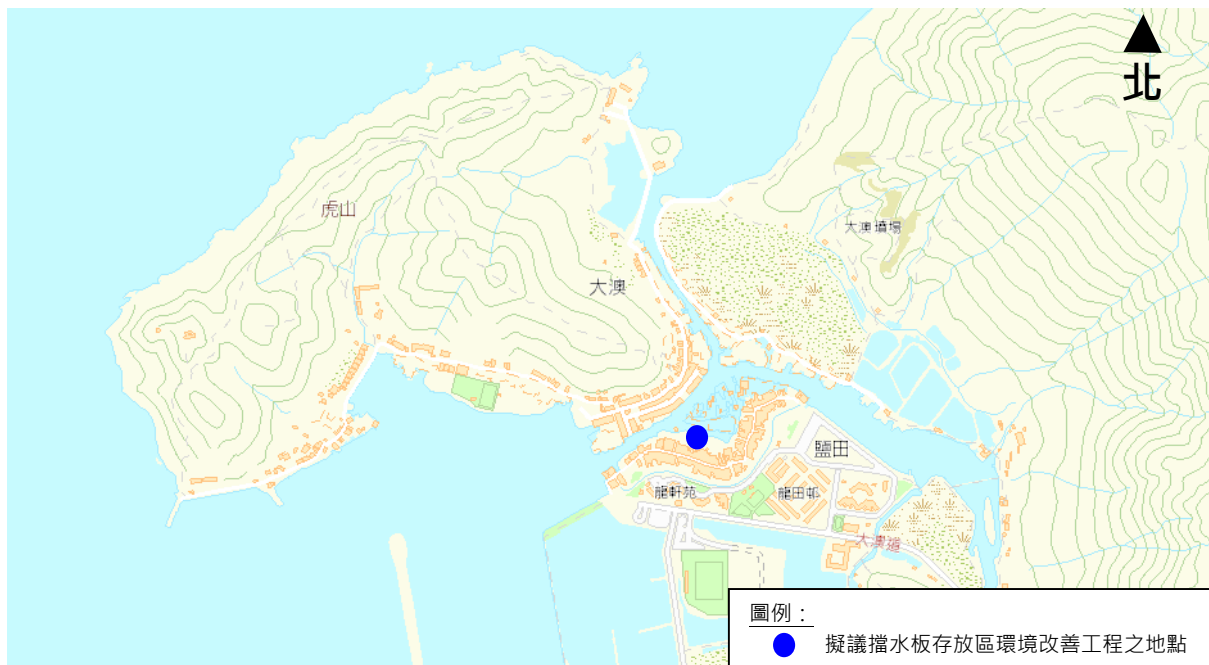 北
虎山
大澳墳場
大澳
鹽田
龍軒苑
龍田邨
大澳道
圖例：
擬議擋水板存放區環境改善工程之地點